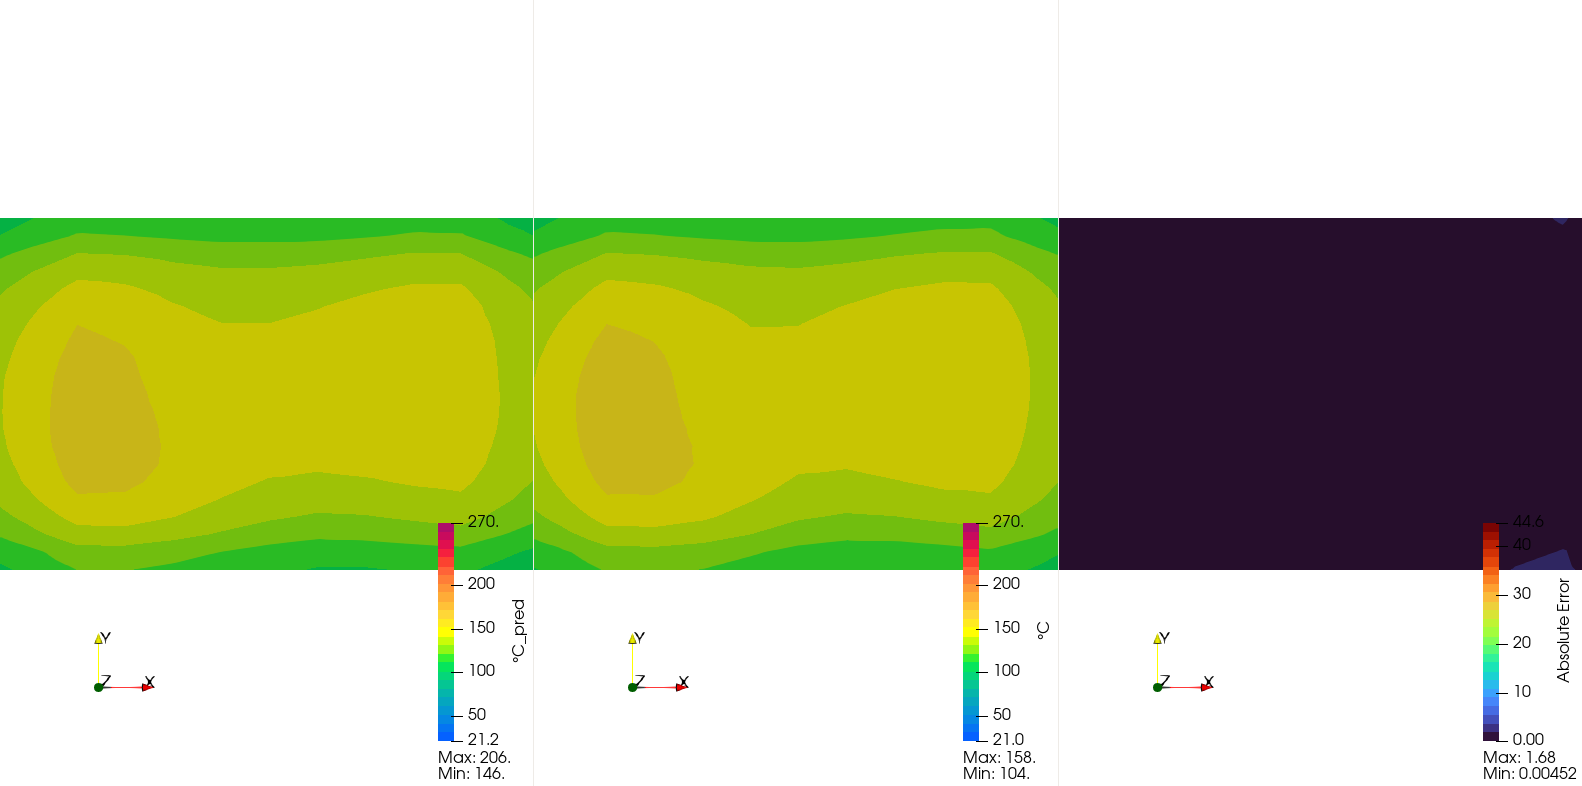 270.
200
150
100
50
21.2
°C_pred
Max: 206.
Min: 146.
Y
Z
X
270.
200
150
100
50
21.0
°C
Max: 158.
Min: 104.
Y
Z
X
44.6
40
30
20
10
0.00
Absolute Error
Max: 1.68
Min: 0.00452
Y
Z
X